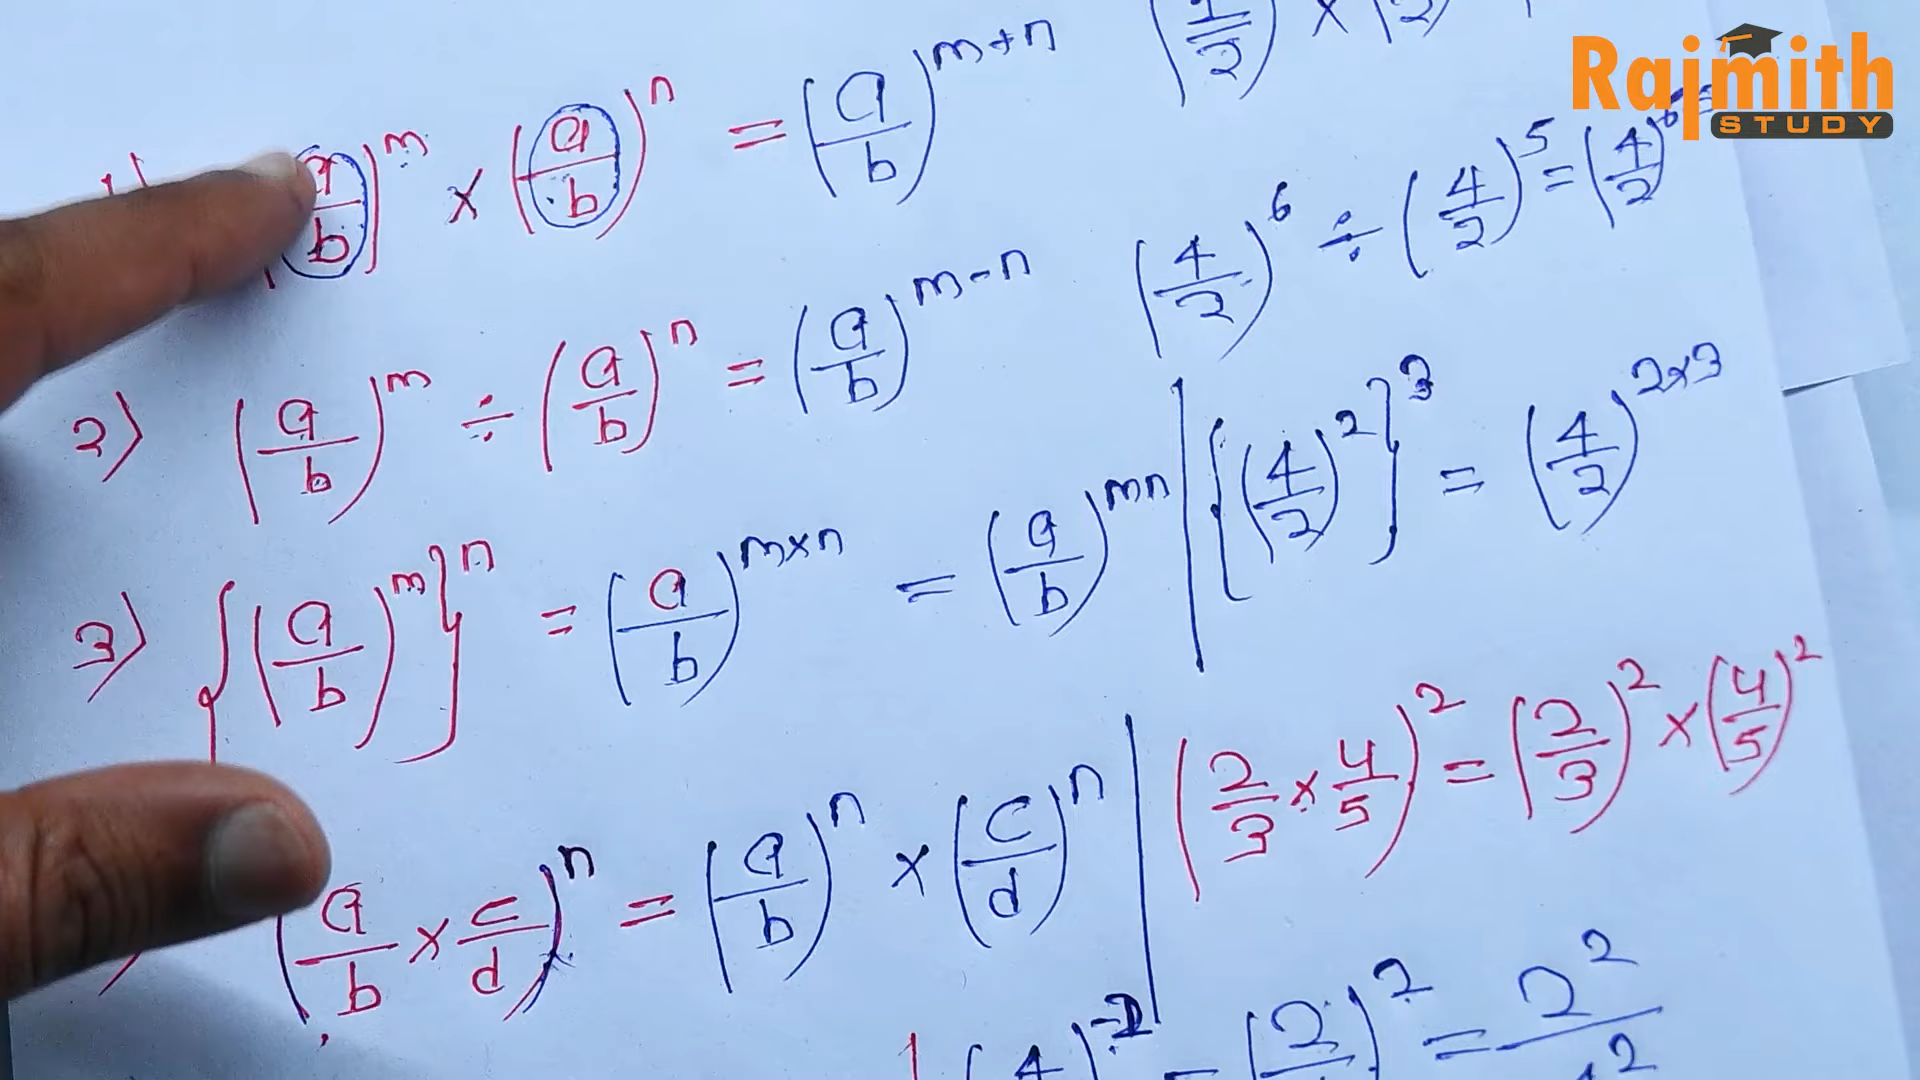 Rajmith
STUDY
1) (a/b)^m × (a/b)^n = (a/b)^(m+n)
(4/2)^6 ÷ (4/2)^5 = (4/2)^6
2) (a/b)^m ÷ (a/b)^n = (a/b)^(m-n)
3) {(a/b)^m}^n = (a/b)^(m×n) = (a/b)^(mn) | {(4/2)^2}^3 = (4/2)^(2×3)
(a/b × c/d)^n = (a/b)^n × (c/d)^n | (2/3 × 4/5)^2 = (2/3)^2 × (4/5)^2